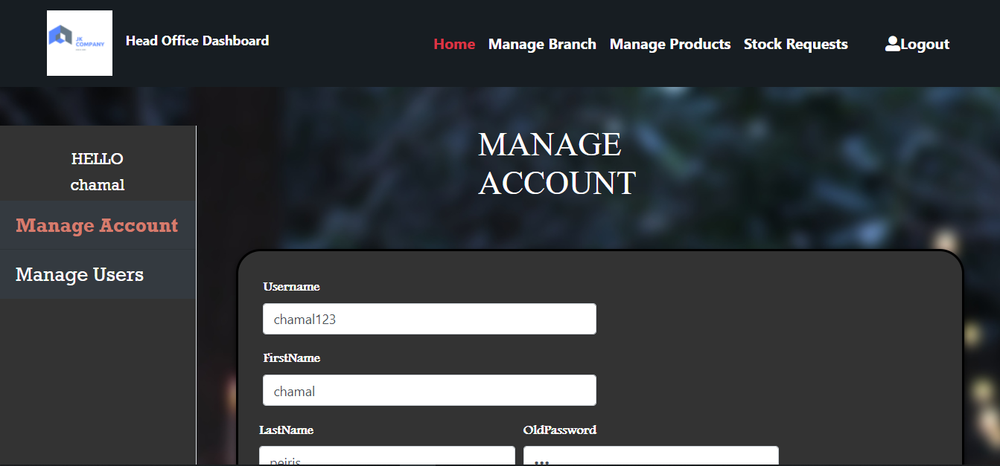 JK
COMPANY
Head Office Dashboard
Home Manage Branch Manage Products Stock Requests Logout
HELLO
chamal
Manage Account
Manage Users
MANAGE
ACCOUNT
Username
chamal123
FirstName
chamal
LastName OldPassword
peiris •••